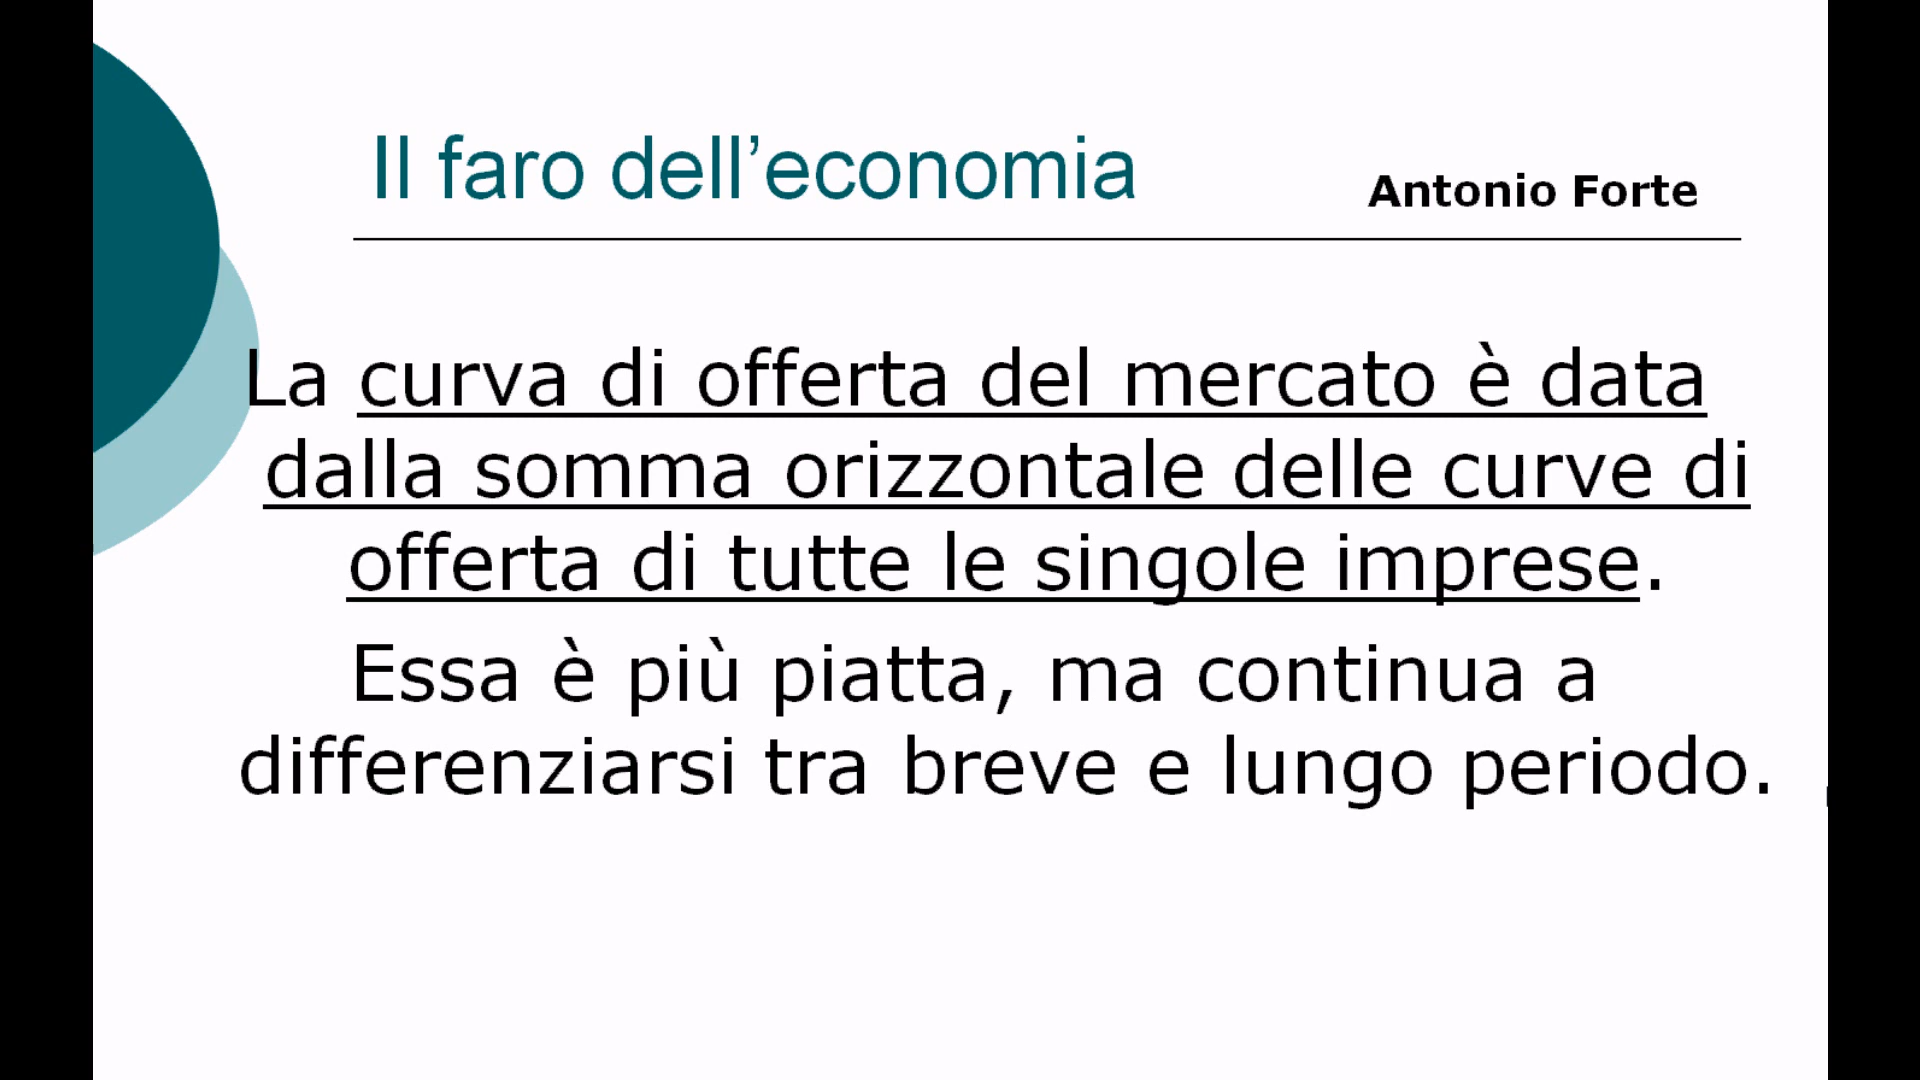 Il faro dell’economia
Antonio Forte
La curva di offerta del mercato è data
dalla somma orizzontale delle curve di
offerta di tutte le singole imprese.
Essa è più piatta, ma continua a
differenziarsi tra breve e lungo periodo.